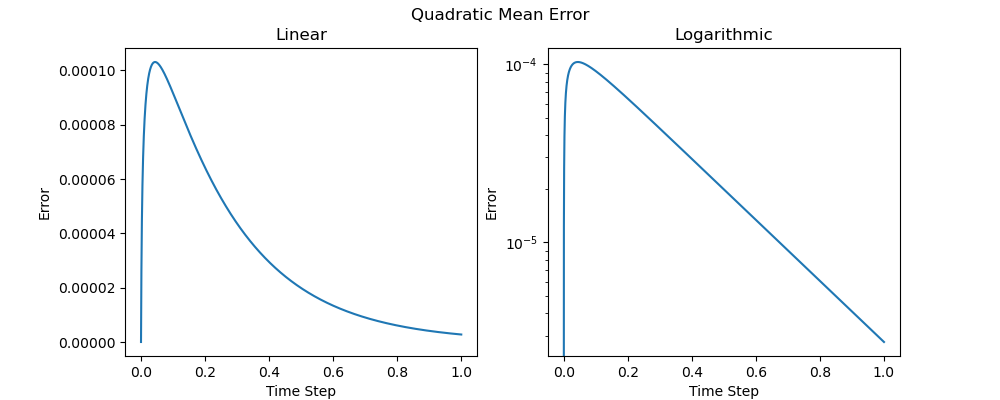 Quadratic Mean Error
Linear
Error
0.00010
0.00008
0.00006
0.00004
0.00002
0.00000
0.0 0.2 0.4 0.6 0.8 1.0
Time Step
Logarithmic
Error
10⁻⁴
10⁻⁵
0.0 0.2 0.4 0.6 0.8 1.0
Time Step